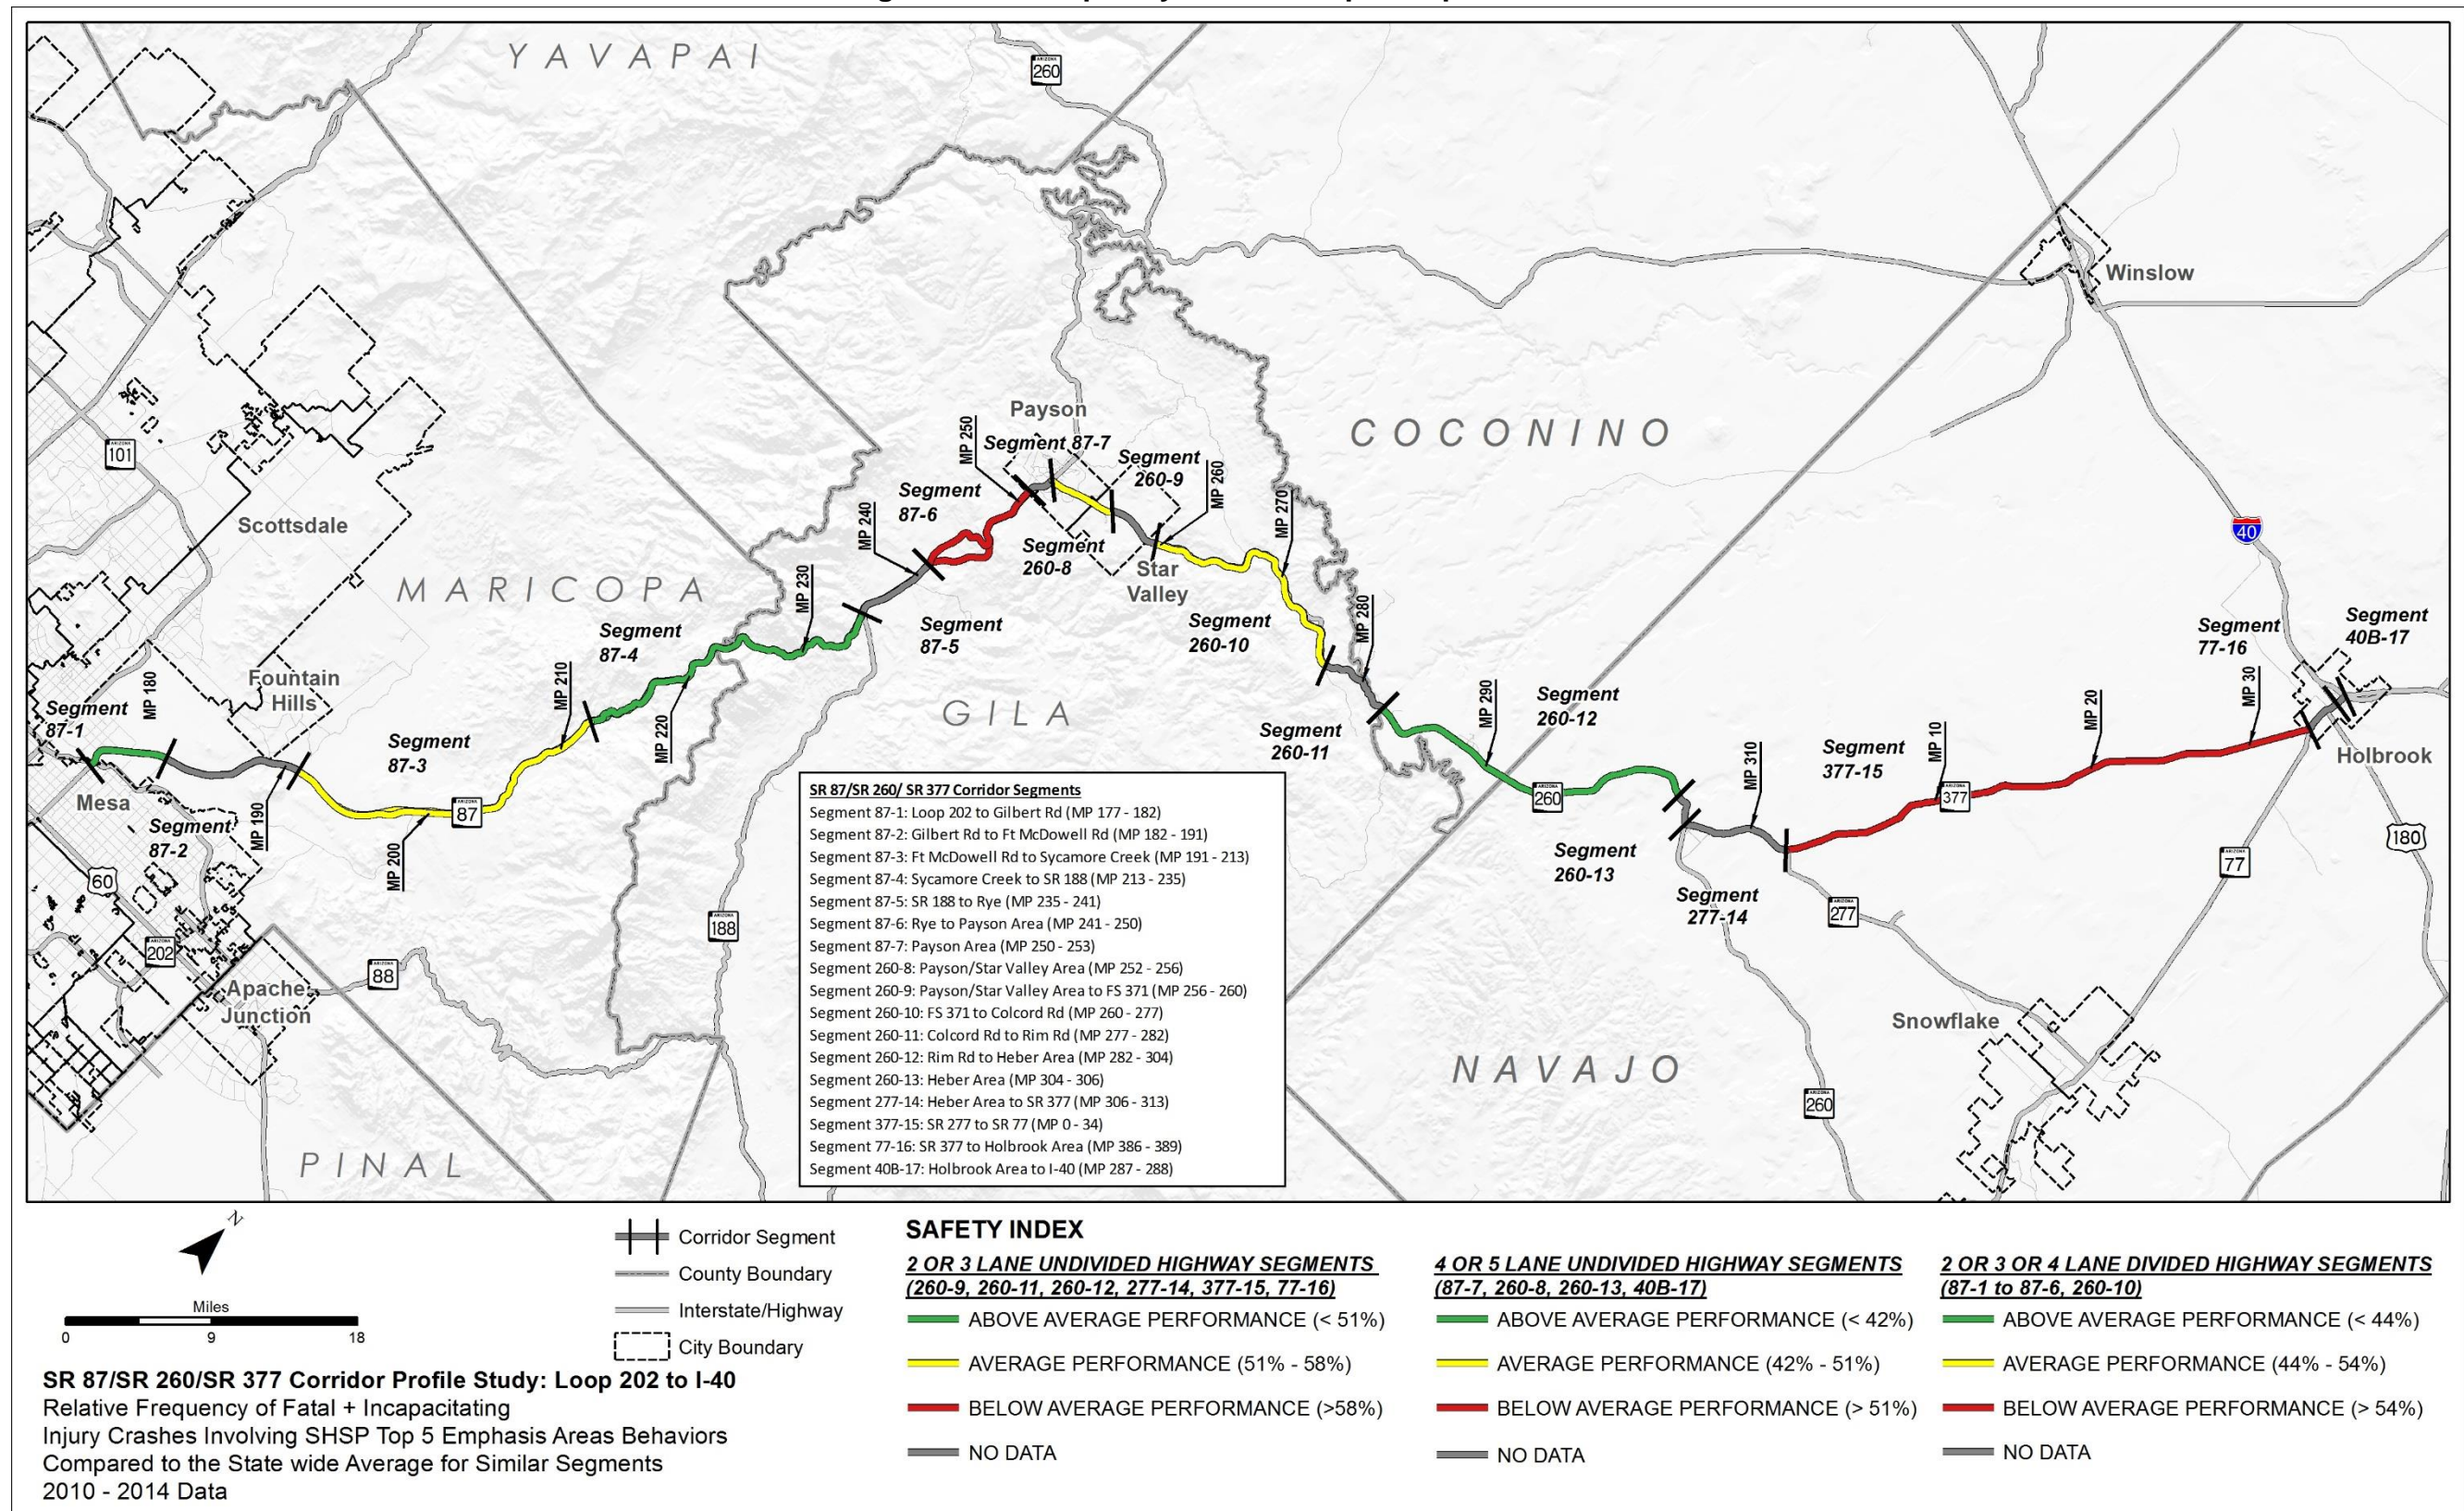 YAVAPAI
260
Winslow
COCONINO
Payson
MP 250
Segment 87-7
Segment
260-9
MP 260
101
Segment
87-6
MP 270
MP 240
Scottsdale
40
Segment
260-8
Star
Valley
MARICOPA
MP 230
Segment
87-4
Segment
87-5
Segment
260-10
MP 280
Segment
77-16
Segment
40B-17
MP 210
Fountain
Hills
MP 180
Segment
87-1
MP 220
GILA
Segment
260-11
MP 290
Segment
260-12
MP 30
MP 20
MP 10
Segment
87-3
MP 310
Segment
377-15
Holbrook
Mesa
MP 190
87
260
377
Segment
87-2
MP 200
180
60
Segment
260-13
77
Segment
277-14
277
188
202
88
Apache
Junction
Snowflake
NAVAJO
260
PINAL
SR 87/SR 260/ SR 377 Corridor Segments
Segment 87-1: Loop 202 to Gilbert Rd (MP 177 - 182)
Segment 87-2: Gilbert Rd to Ft McDowell Rd (MP 182 - 191)
Segment 87-3: Ft McDowell Rd to Sycamore Creek (MP 191 - 213)
Segment 87-4: Sycamore Creek to SR 188 (MP 213 - 235)
Segment 87-5: SR 188 to Rye (MP 235 - 241)
Segment 87-6: Rye to Payson Area (MP 241 - 250)
Segment 87-7: Payson Area (MP 250 - 253)
Segment 260-8: Payson/Star Valley Area (MP 252 - 256)
Segment 260-9: Payson/Star Valley Area to FS 371 (MP 256 - 260)
Segment 260-10: FS 371 to Colcord Rd (MP 260 - 277)
Segment 260-11: Colcord Rd to Rim Rd (MP 277 - 282)
Segment 260-12: Rim Rd to Heber Area (MP 282 - 304)
Segment 260-13: Heber Area (MP 304 - 306)
Segment 277-14: Heber Area to SR 377 (MP 306 - 313)
Segment 377-15: SR 277 to SR 77 (MP 0 - 34)
Segment 77-16: SR 377 to Holbrook Area (MP 386 - 389)
Segment 40B-17: Holbrook Area to I-40 (MP 287 - 288)
N
Miles
0 9 18
Corridor Segment
County Boundary
Interstate/Highway
City Boundary
SR 87/SR 260/SR 377 Corridor Profile Study: Loop 202 to I-40
Relative Frequency of Fatal + Incapacitating
Injury Crashes Involving SHSP Top 5 Emphasis Areas Behaviors
Compared to the State wide Average for Similar Segments
2010 - 2014 Data
SAFETY INDEX
2 OR 3 LANE UNDIVIDED HIGHWAY SEGMENTS
(260-9, 260-11, 260-12, 277-14, 377-15, 77-16)
ABOVE AVERAGE PERFORMANCE (< 51%)
AVERAGE PERFORMANCE (51% - 58%)
BELOW AVERAGE PERFORMANCE (>58%)
NO DATA
4 OR 5 LANE UNDIVIDED HIGHWAY SEGMENTS
(87-7, 260-8, 260-13, 40B-17)
ABOVE AVERAGE PERFORMANCE (< 42%)
AVERAGE PERFORMANCE (42% - 51%)
BELOW AVERAGE PERFORMANCE (> 51%)
NO DATA
2 OR 3 OR 4 LANE DIVIDED HIGHWAY SEGMENTS
(87-1 to 87-6, 260-10)
ABOVE AVERAGE PERFORMANCE (< 44%)
AVERAGE PERFORMANCE (44% - 54%)
BELOW AVERAGE PERFORMANCE (> 54%)
NO DATA